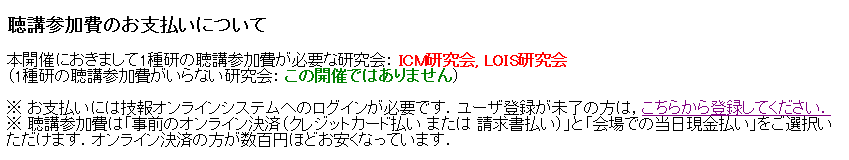 聴講参加費のお支払いについて
本開催におきまして1種研の聴講参加費が必要な研究会: ICM研究会, LOIS研究会
(1種研の聴講参加費がいらない研究会: この開催ではありません)
※ お支払いには技報オンラインシステムへのログインが必要です. ユーザ登録が未了の方は, こちらから登録してください.
※ 聴講参加費は「事前のオンライン決済(クレジットカード払い または 請求書払い)」と「会場での当日現金払い」をご選択い
ただけます. オンライン決済の方が数百円ほどお安くなっています.